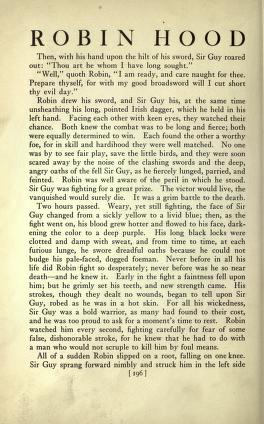 ROBIN HOOD
Then, with his hand upon the hilt of his sword, Sir Guy roared
out: "Thou art he whom I have long sought."
"Well," quoth Robin, "I am ready, and care naught for thee.
Prepare thyself, for with my good broadsword will I cut short
thy evil day."
Robin drew his sword, and Sir Guy his, at the same time
unsheathing his long, pointed Irish dagger, which he held in his
left hand. Facing each other with keen eyes, they watched their
chance. Both knew the combat was to be long and fierce; both
were equally determined to win. Each found the other a worthy
foe, for in skill and hardihood they were well matched. No one
was by to see fair play, save the little birds, and they were soon
scared away by the noise of the clashing swords and the deep,
angry oaths of the fell Sir Guy, as he fiercely lunged, parried, and
feinted. Robin was well aware of the peril in which he stood.
Sir Guy was fighting for a great prize. The victor would live, the
vanquished would surely die. It was a grim battle to the death.
Two hours passed. Weary, yet still fighting, the face of Sir
Guy changed from a sickly yellow to a livid blue; then, as the
fight went on, his blood grew hotter and flowed to his face, dark-
ening the color to a deep purple. His long black locks were
clotted and damp with sweat, and from time to time, at each
furious lunge, he swore dreadful oaths because he could not
budge his pale-faced, dogged foeman. Never before in all his
life did Robin fight so desperately; never before was he so near
death—and he knew it. Early in the fight a faintness fell upon
him; but he grimly set his teeth, and new strength came. His
strokes, though they dealt no wounds, began to tell upon Sir
Guy, robed as he was in a hot skin. For all his wickedness,
Sir Guy was a bold warrior, as many had found to their cost,
and he was too proud to ask for a moment's time to rest. Robin
watched him every second, fighting carefully for fear of some
false, dishonorable stroke, for he knew that he had to do with
a man who would not scruple to kill him by foul means.
All of a sudden Robin slipped on a root, falling on one knee.
Sir Guy sprang forward nimbly and struck him in the left side
[196]